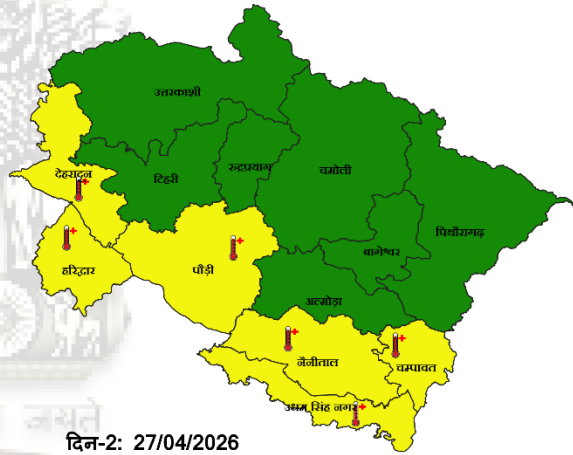 उत्तरकाशी
देहरादून
टिहरी
रुद्रप्रयाग
चमोली
पिथौरागढ़
हरिद्वार
पौड़ी
बागेश्वर
अल्मोड़ा
नैनीताल
चम्पावत
उधम सिंह नगर
दिन-2: 27/04/2026